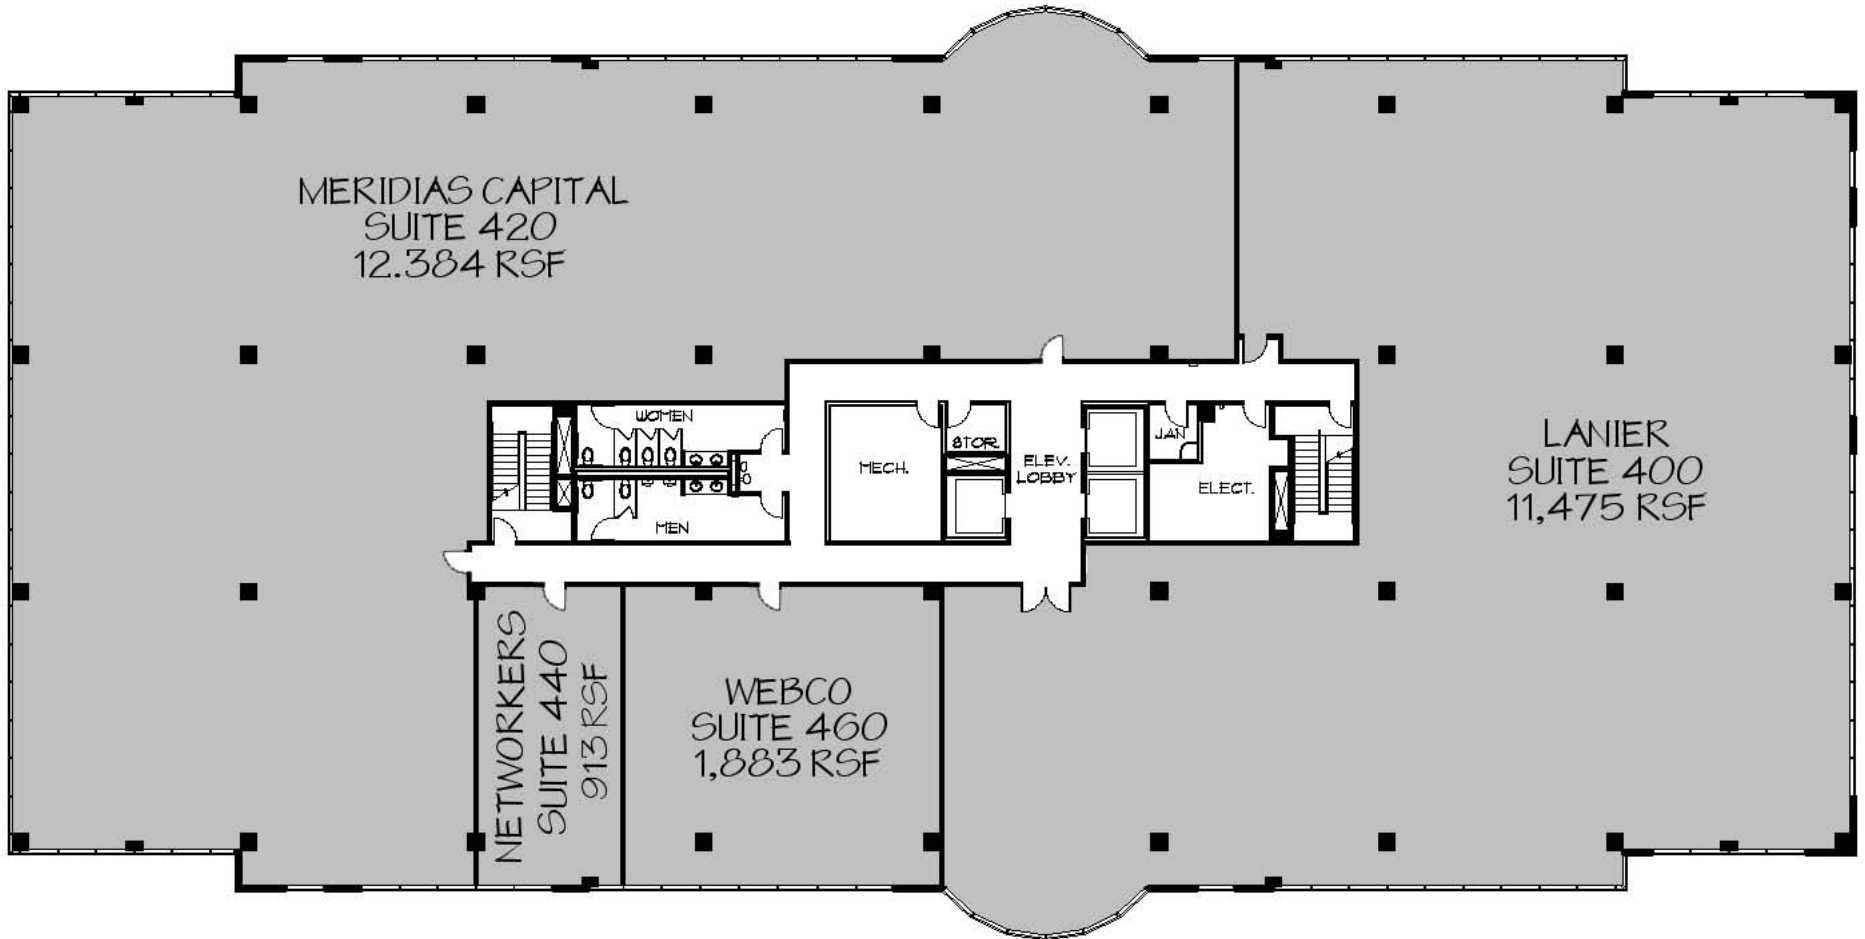 MERIDIAS CAPITAL
SUITE 420
12.384 RSF
WOMEN
MEN
MECH.
STOR.
ELEV.
LOBBY
JAN
ELECT.
LANIER
SUITE 400
11,475 RSF
NETWORKERS
SUITE 440
913 RSF
WEBCO
SUITE 460
1,883 RSF